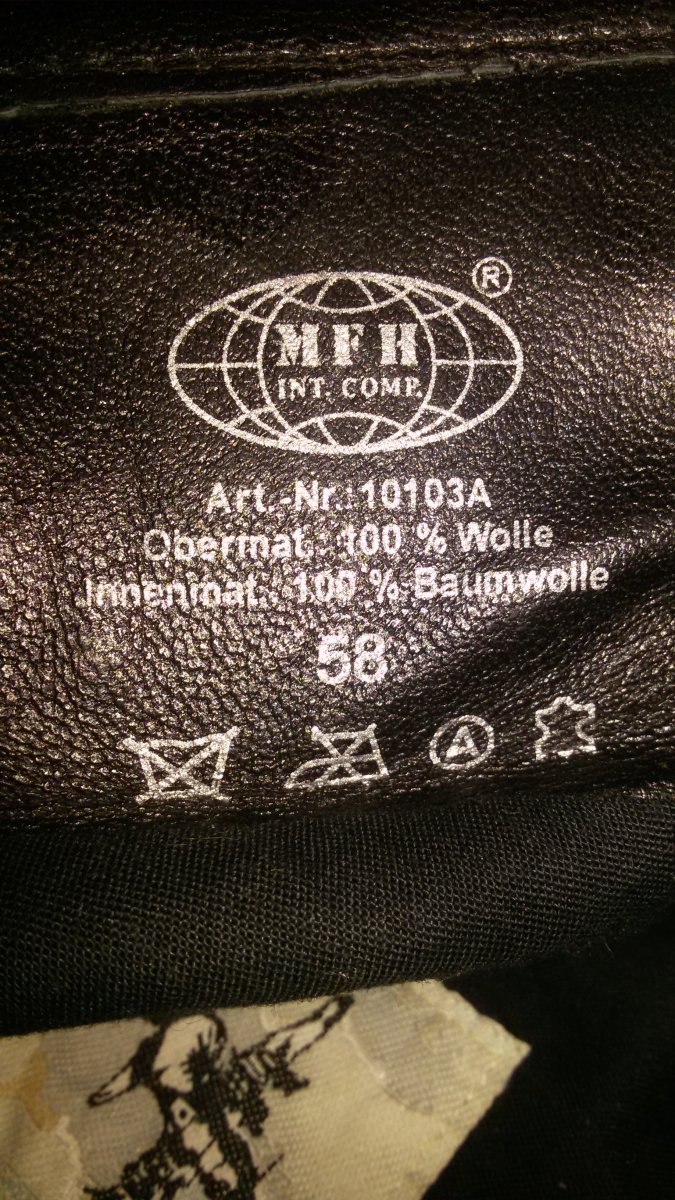 ®
MFH
INT. COMP.
Art.-Nr.: 10103A
Obermat.: 100 % Wolle
Innenmat.: 100 % Baumwolle
58
A